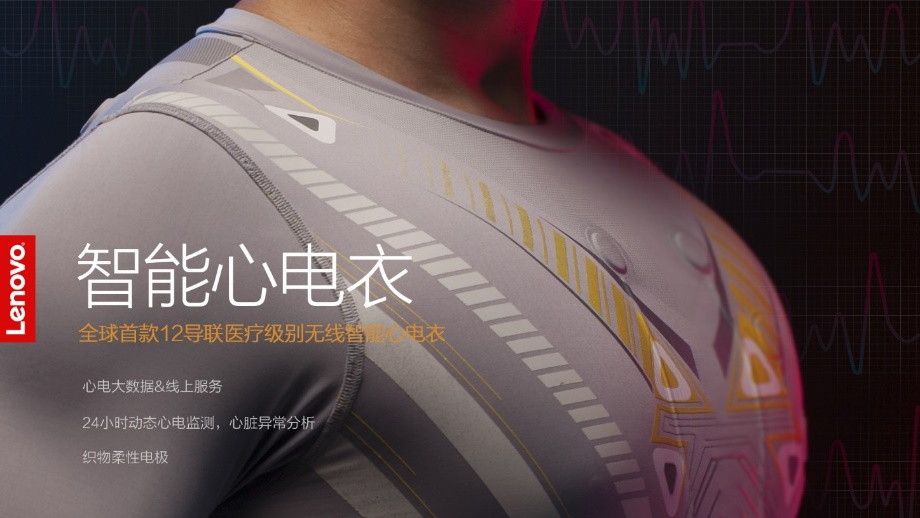 Lenovo
智能心电衣
全球首款12导联医疗级别无线智能心电衣
心电大数据&线上服务
24小时动态心电监测，心脏异常分析
织物柔性电极